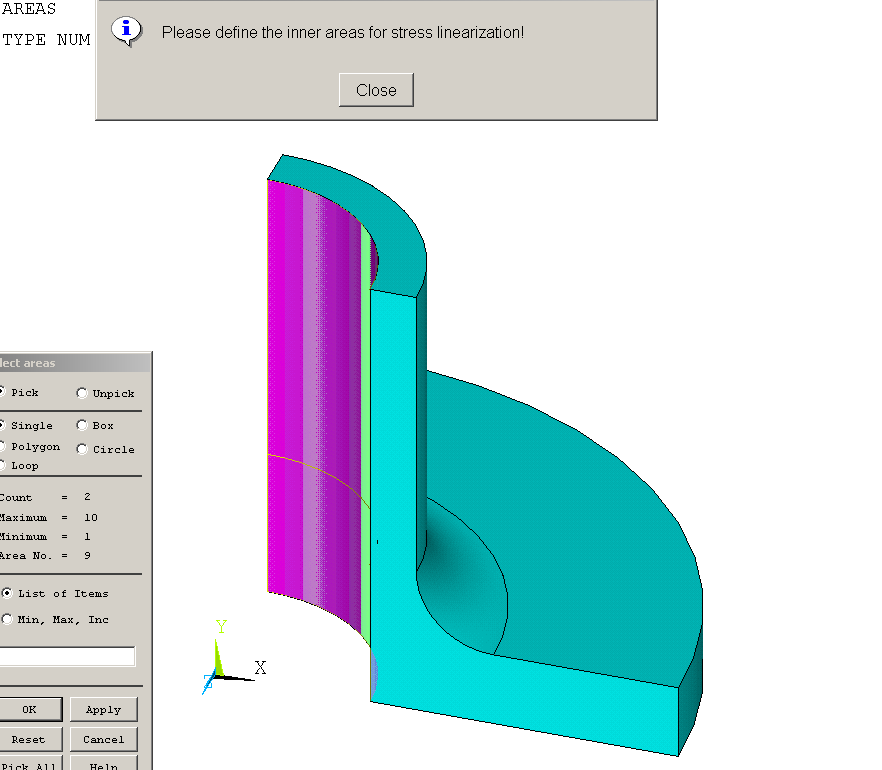 AREAS
TYPE NUM
Please define the inner areas for stress linearization!
Close
lect areas
Pick Unpick
Single Box
Polygon Circle
Loop
Count = 2
Maximum = 10
Minimum = 1
Area No. = 9
List of Items
Min, Max, Inc
OK Apply
Reset Cancel
Pick All Help
Y
X
Z